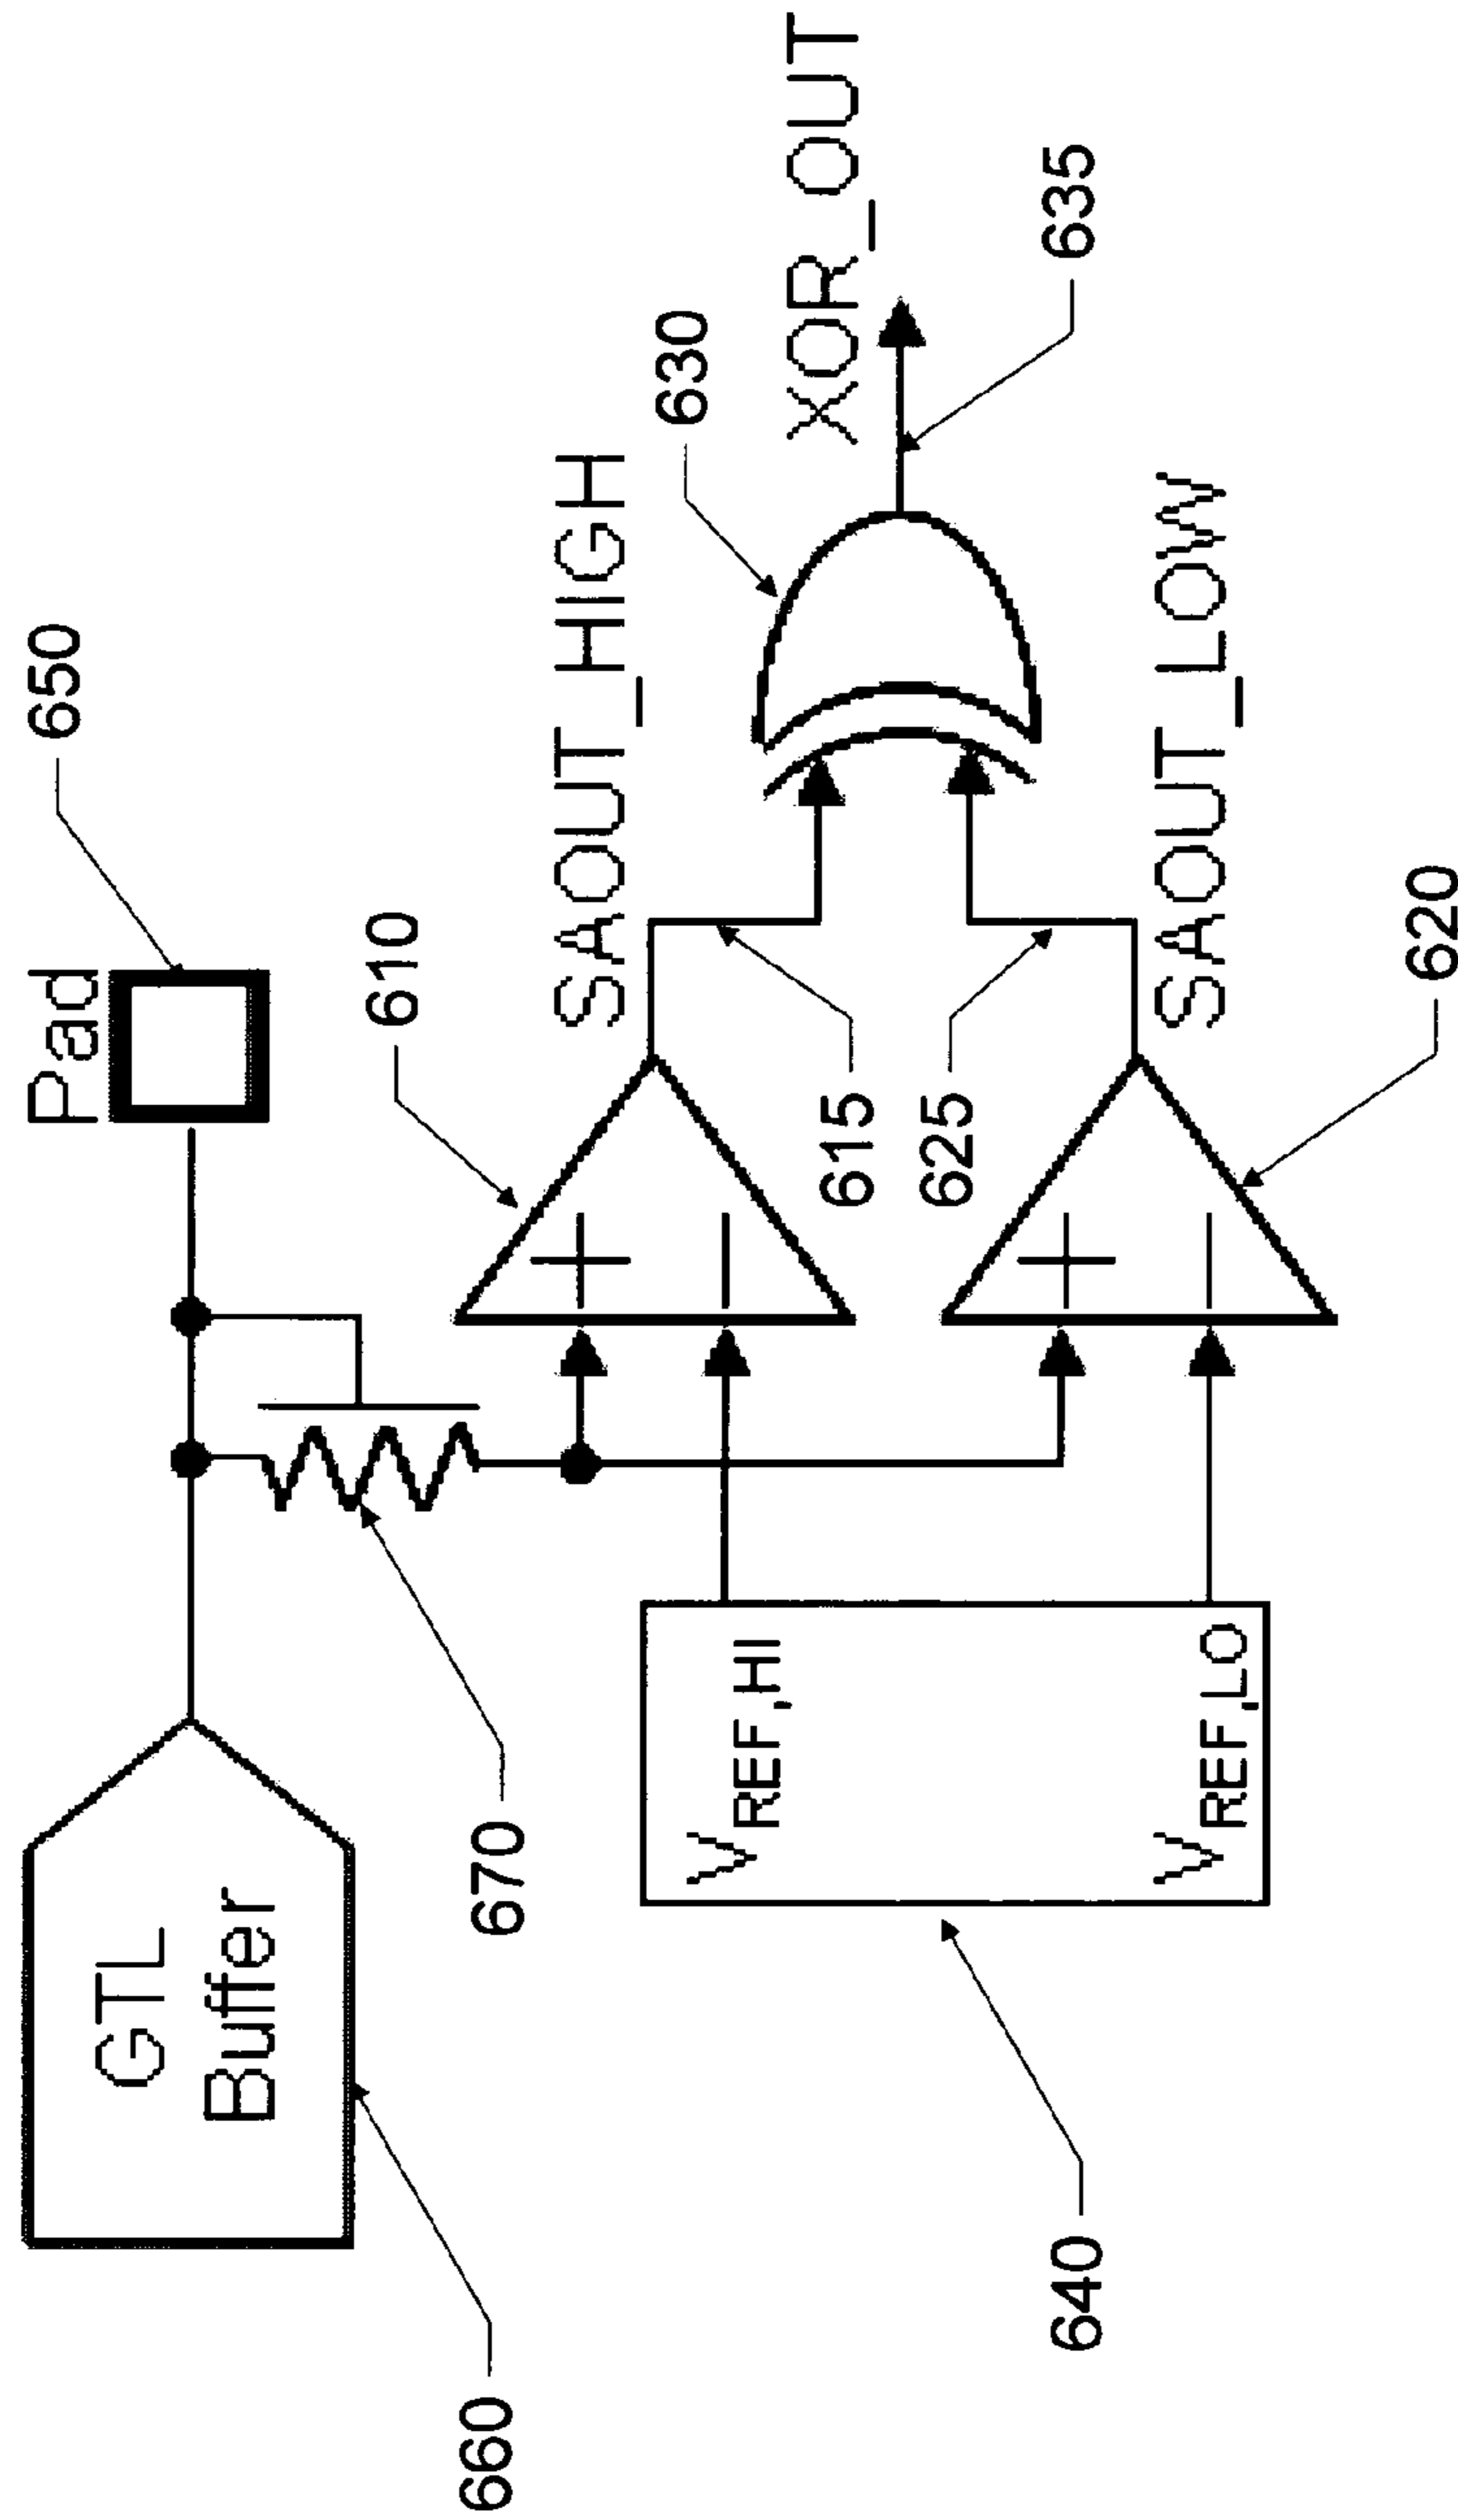 650
Pad
610
SAOUT_HIGH
630
XOR_OUT
635
GTL
Buffer
660
670
615
625
V REF,HI
V REF,LO
640
SAOUT_LOW
620